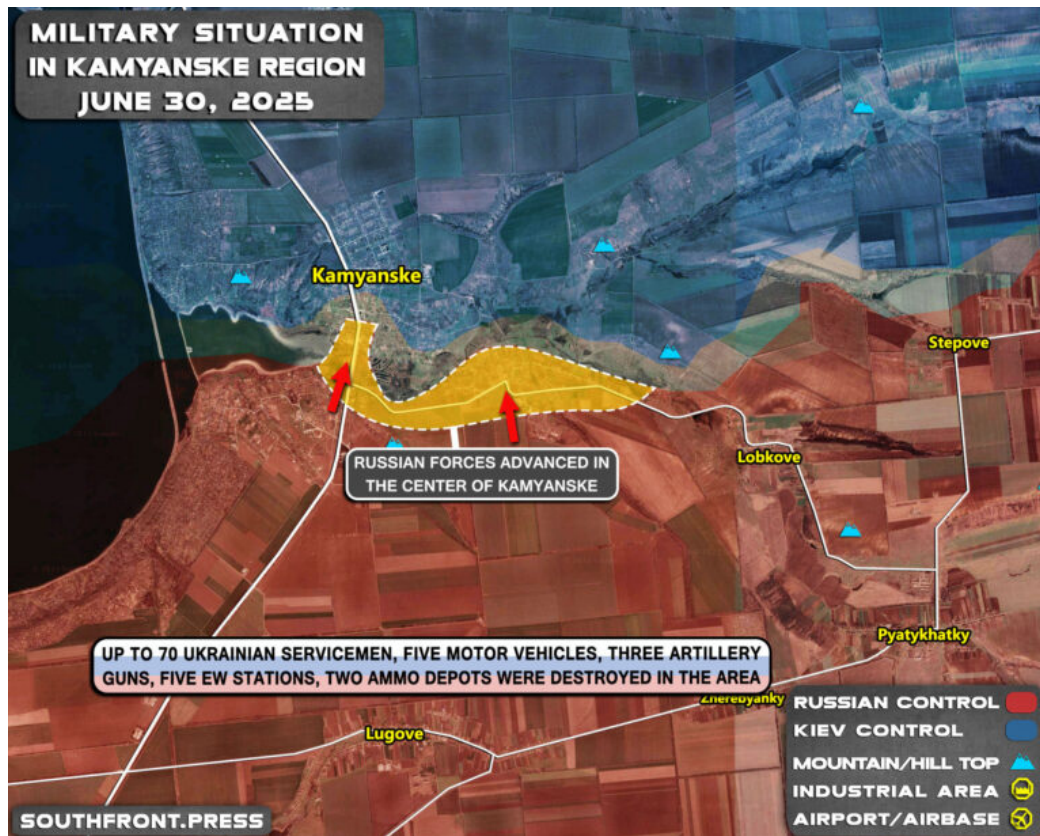 MILITARY SITUATION
IN KAMYANSKE REGION
JUNE 30, 2025
Kamyanske
Stepove
RUSSIAN FORCES ADVANCED IN
THE CENTER OF KAMYANSKE
Lobkove
Pyatykhatky
UP TO 70 UKRAINIAN SERVICEMEN, FIVE MOTOR VEHICLES, THREE ARTILLERY
GUNS, FIVE EW STATIONS, TWO AMMO DEPOTS WERE DESTROYED IN THE AREA
Zherebyanky
Lugove
RUSSIAN CONTROL
KIEV CONTROL
MOUNTAIN/HILL TOP
INDUSTRIAL AREA
AIRPORT/AIRBASE
SOUTHFRONT.PRESS